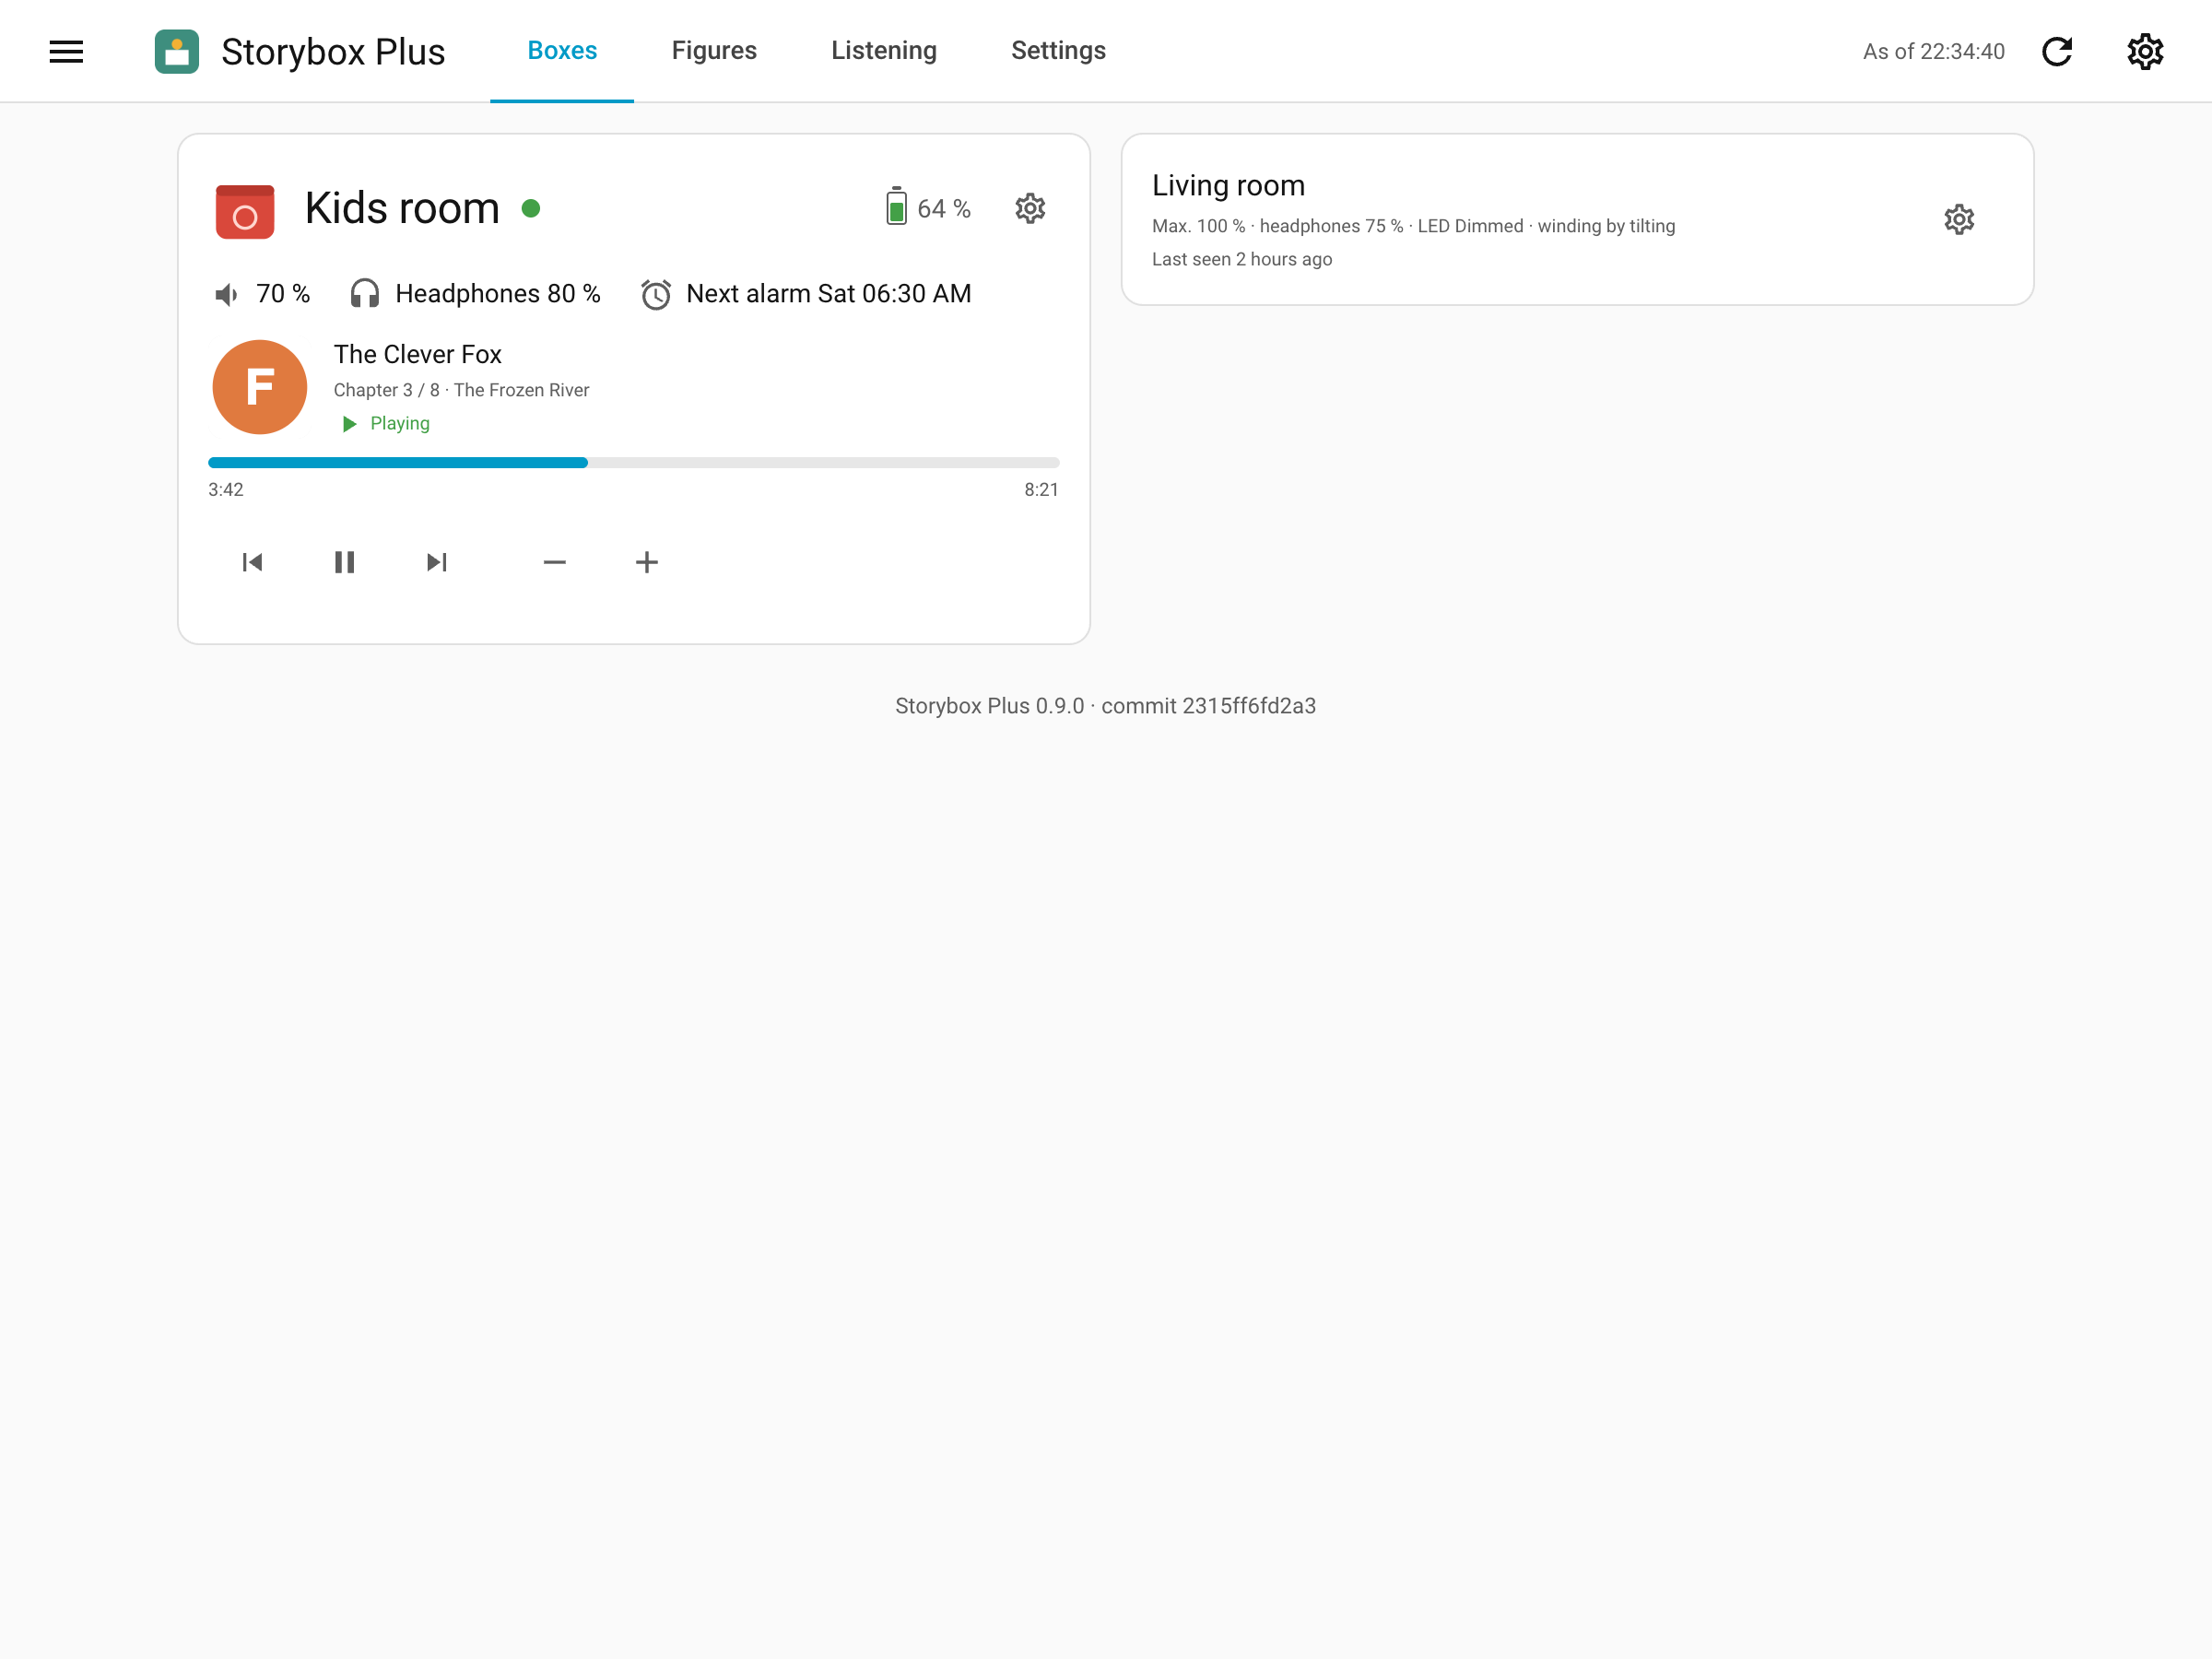 Storybox Plus
Boxes
Figures
Listening
Settings
As of 22:34:40
Kids room
64 %
70 %
Headphones 80 %
Next alarm Sat 06:30 AM
F
The Clever Fox
Chapter 3 / 8 · The Frozen River
Playing
3:42
8:21
Living room
Max. 100 % · headphones 75 % · LED Dimmed · winding by tilting
Last seen 2 hours ago
Storybox Plus 0.9.0 · commit 2315ff6fd2a3